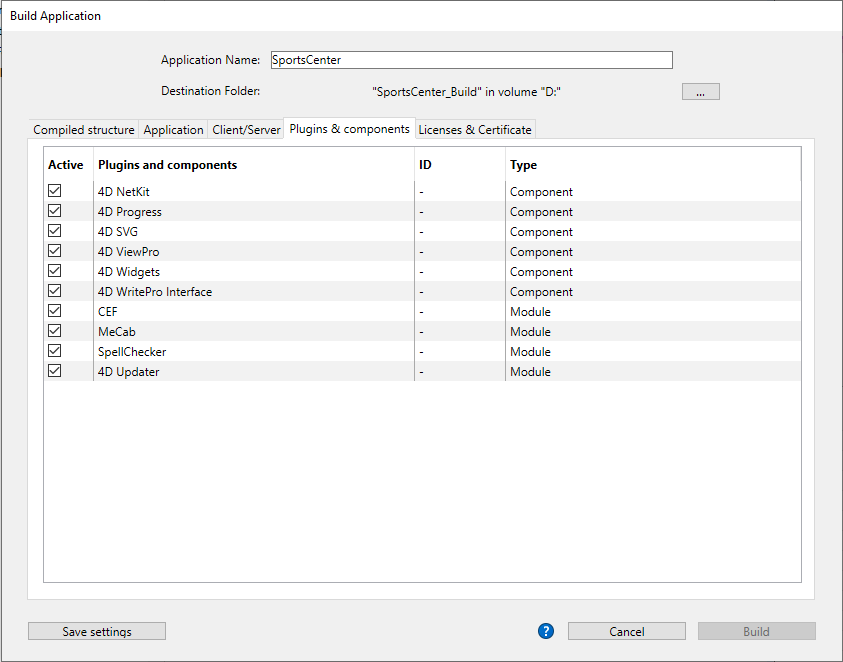 Build Application
Application Name: SportsCenter
Destination Folder: "SportsCenter_Build" in volume "D:" ...
Compiled structure Application Client/Server Plugins & components Licenses & Certificate
Active Plugins and components ID Type
4D NetKit - Component
4D Progress - Component
4D SVG - Component
4D ViewPro - Component
4D Widgets - Component
4D WritePro Interface - Component
CEF - Module
MeCab - Module
SpellChecker - Module
4D Updater - Module
Save settings ? Cancel Build